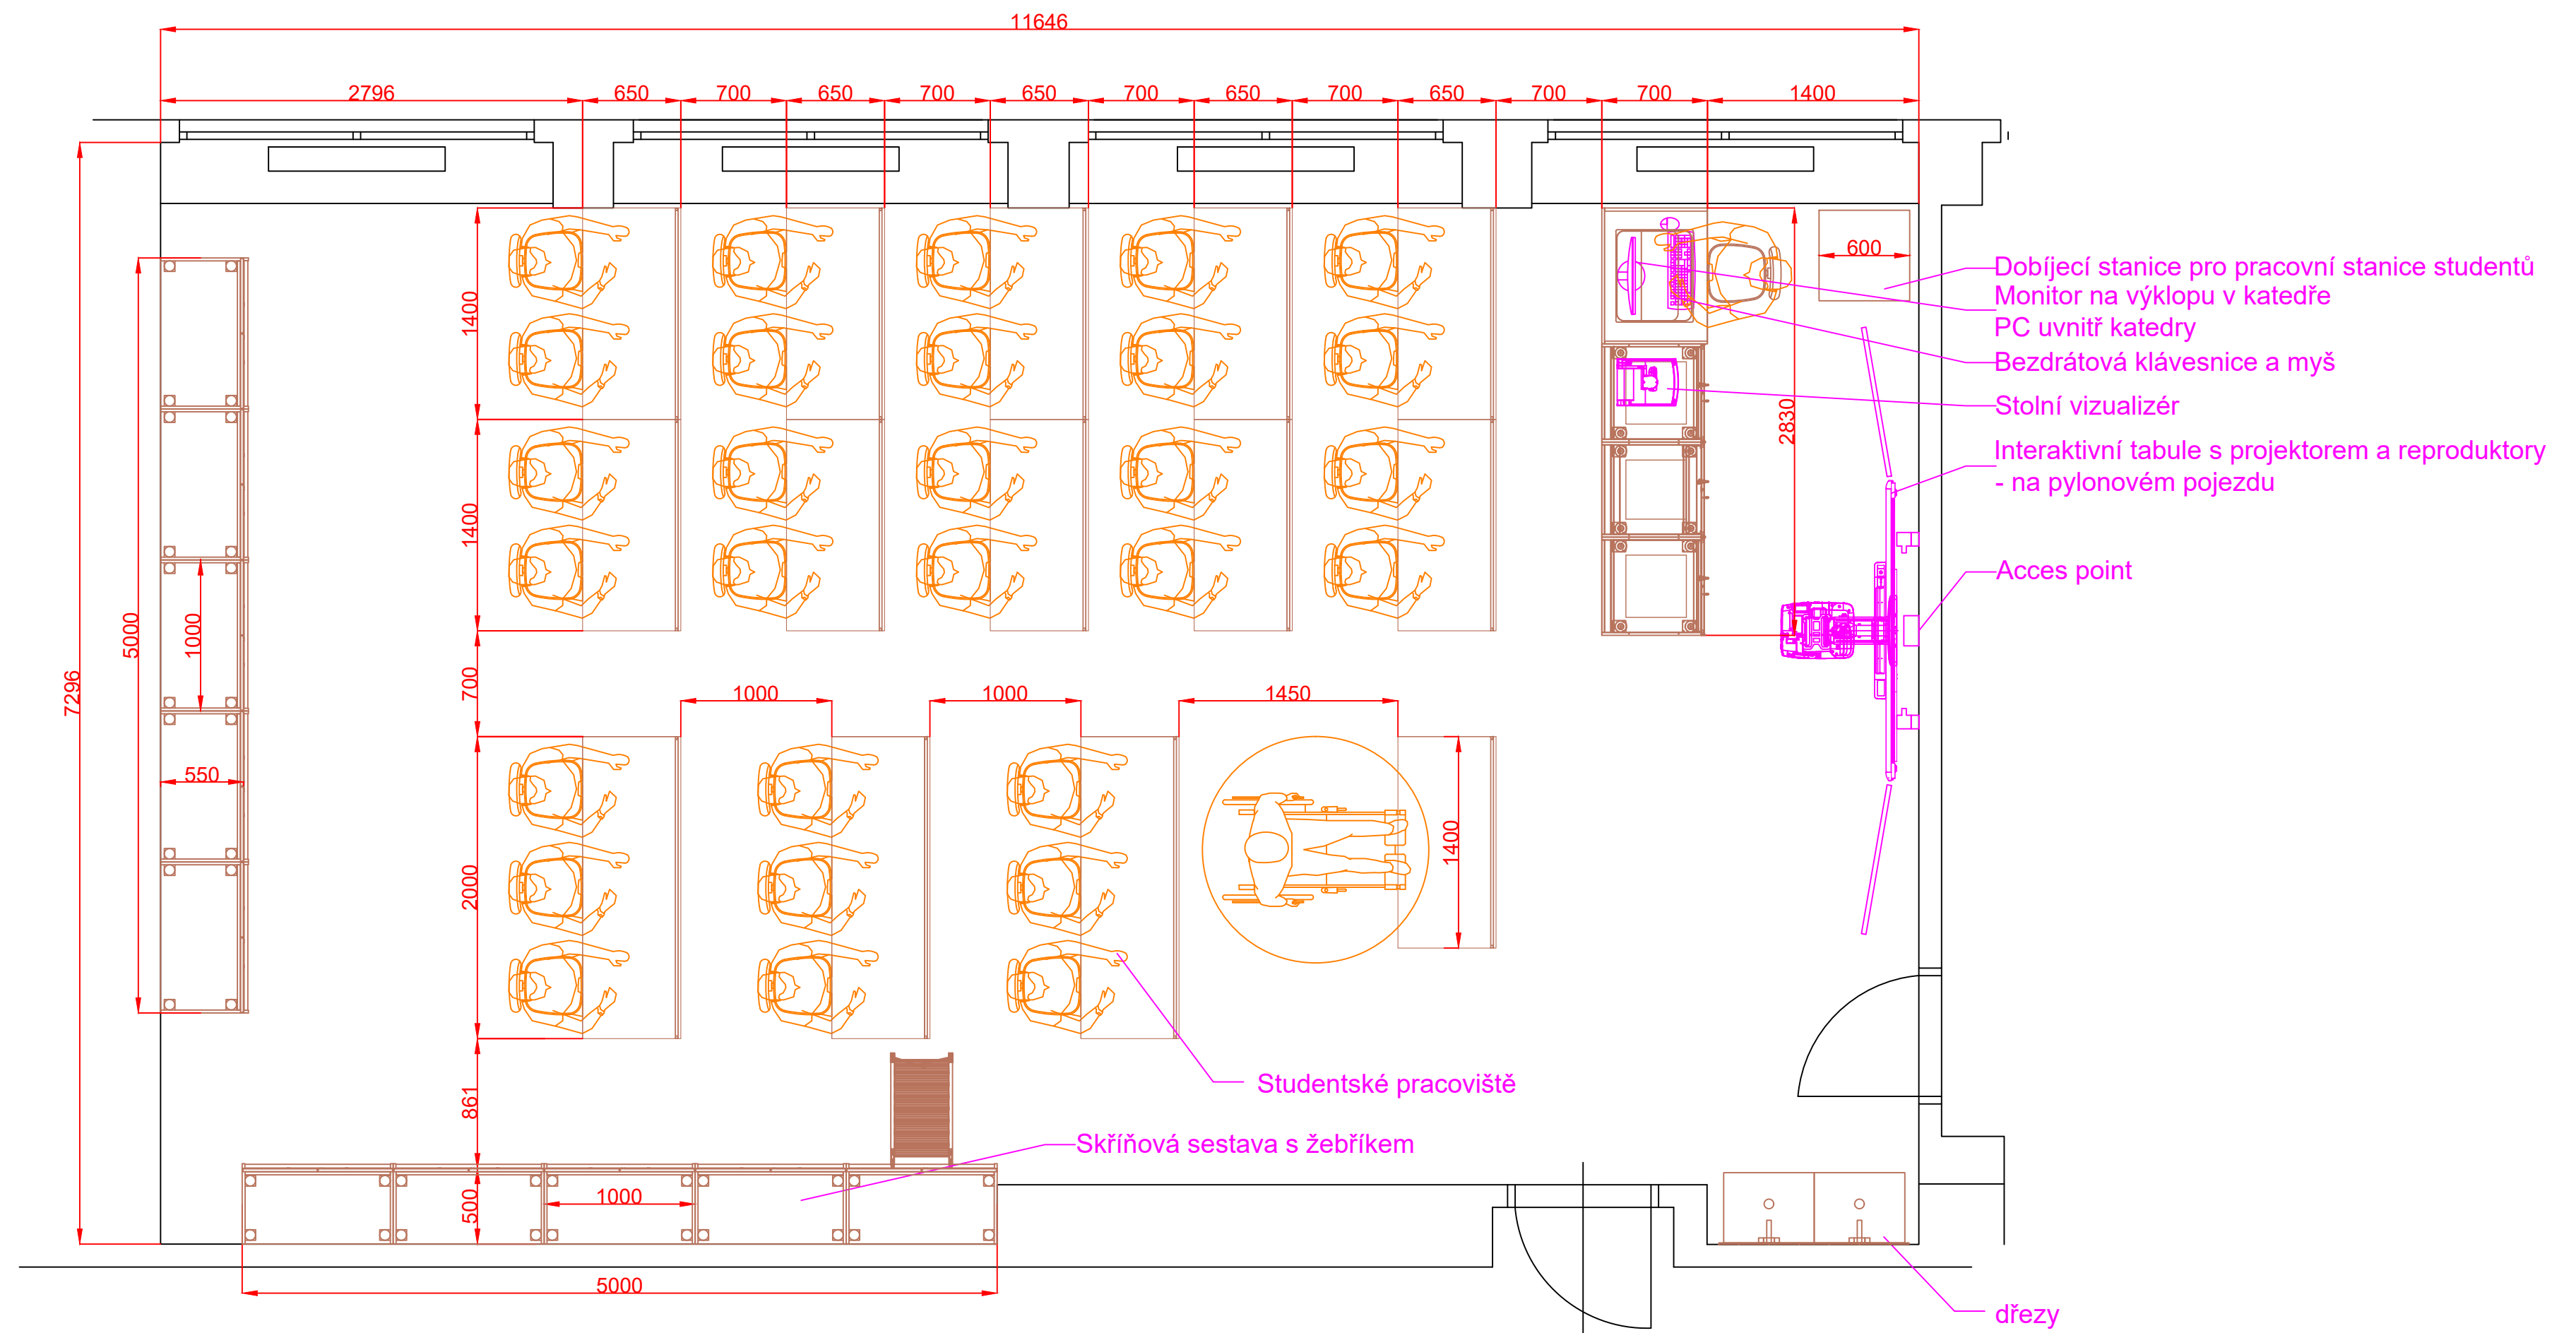 11646
2796 650 700 650 700 650 700 650 700 650 700 700 1400
600
Dobíjecí stanice pro pracovní stanice studentů
Monitor na výklopu v katedře
PC uvnitř katedry
Bezdrátová klávesnice a myš
Stolní vizualizér
Interaktivní tabule s projektorem a reproduktory
- na pylonovém pojezdu
Acces point
1400
2830
1400
5000
1000
7296
700
1000 1000 1450
550
2000
1400
861
Studentské pracoviště
Skříňová sestava s žebříkem
500
1000
5000
dřezy